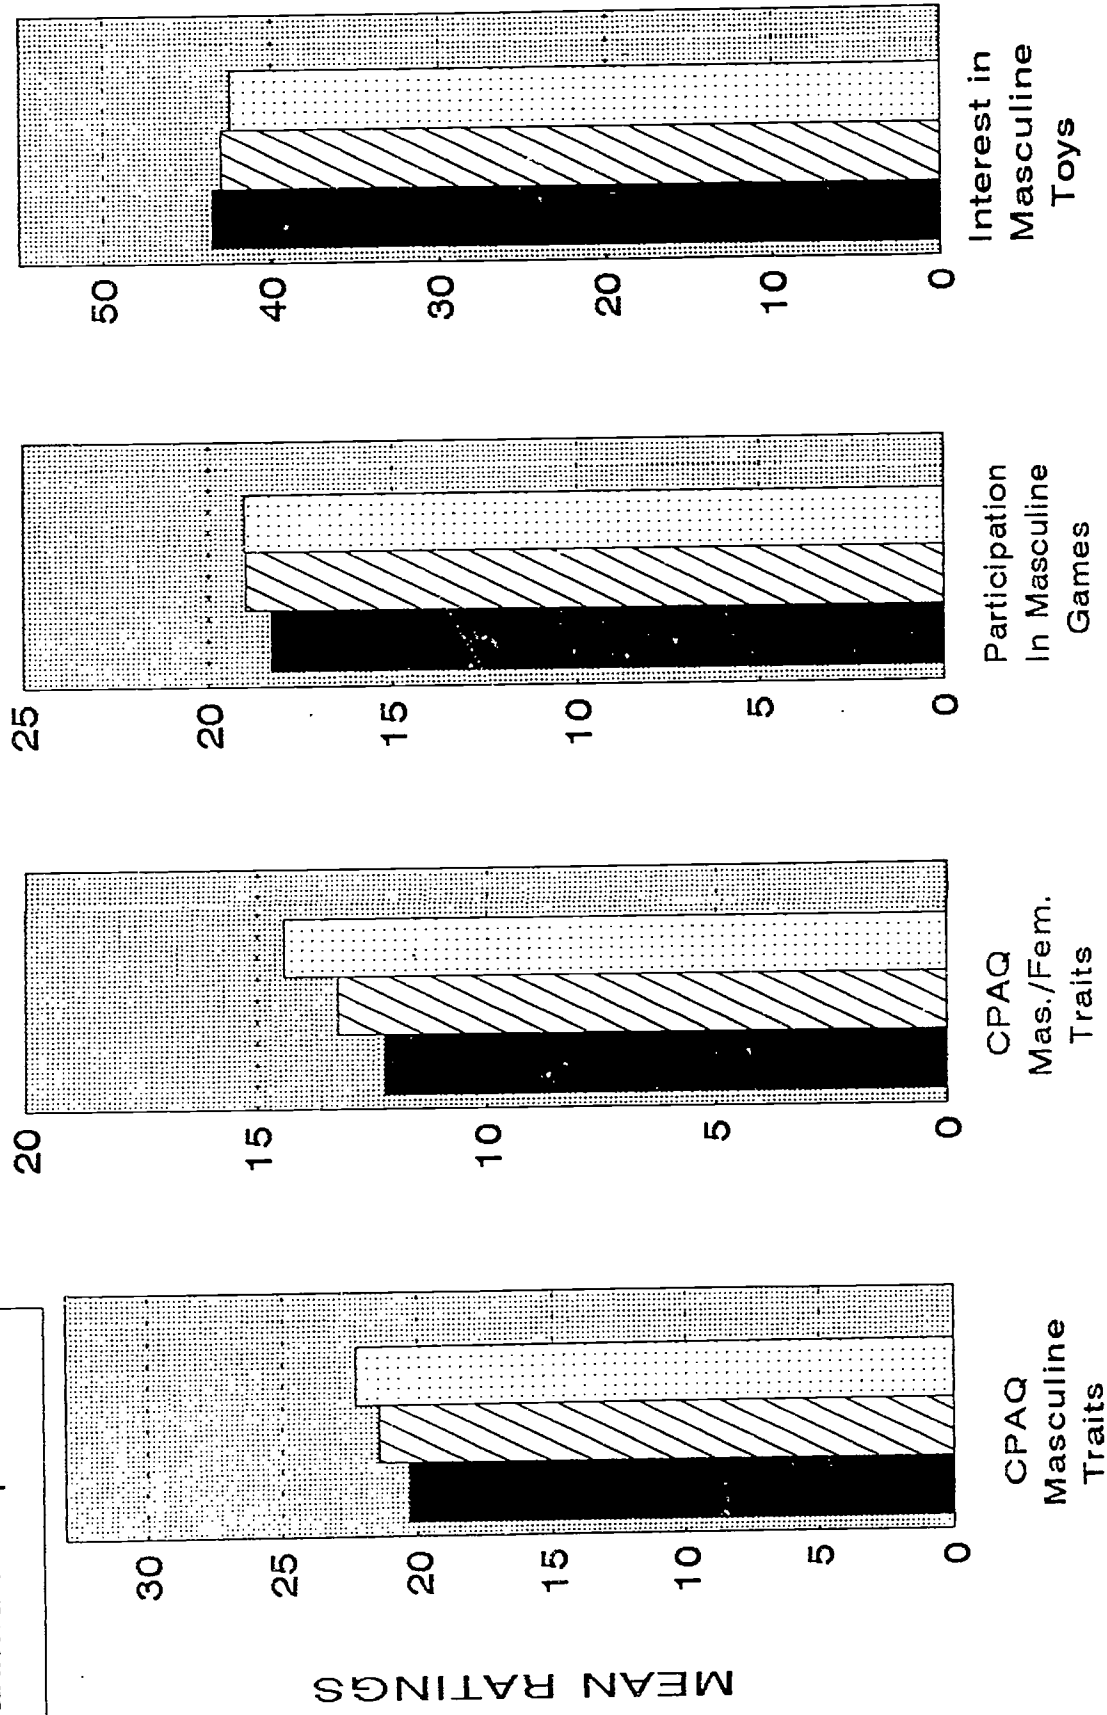 MEAN RATINGS
30
25
20
15
10
5
0
CPAQ
Masculine
Traits
20
15
10
5
0
CPAQ
Mas./Fem.
Traits
25
20
15
10
5
0
Participation
In Masculine
Games
50
40
30
20
10
0
Interest in
Masculine
Toys